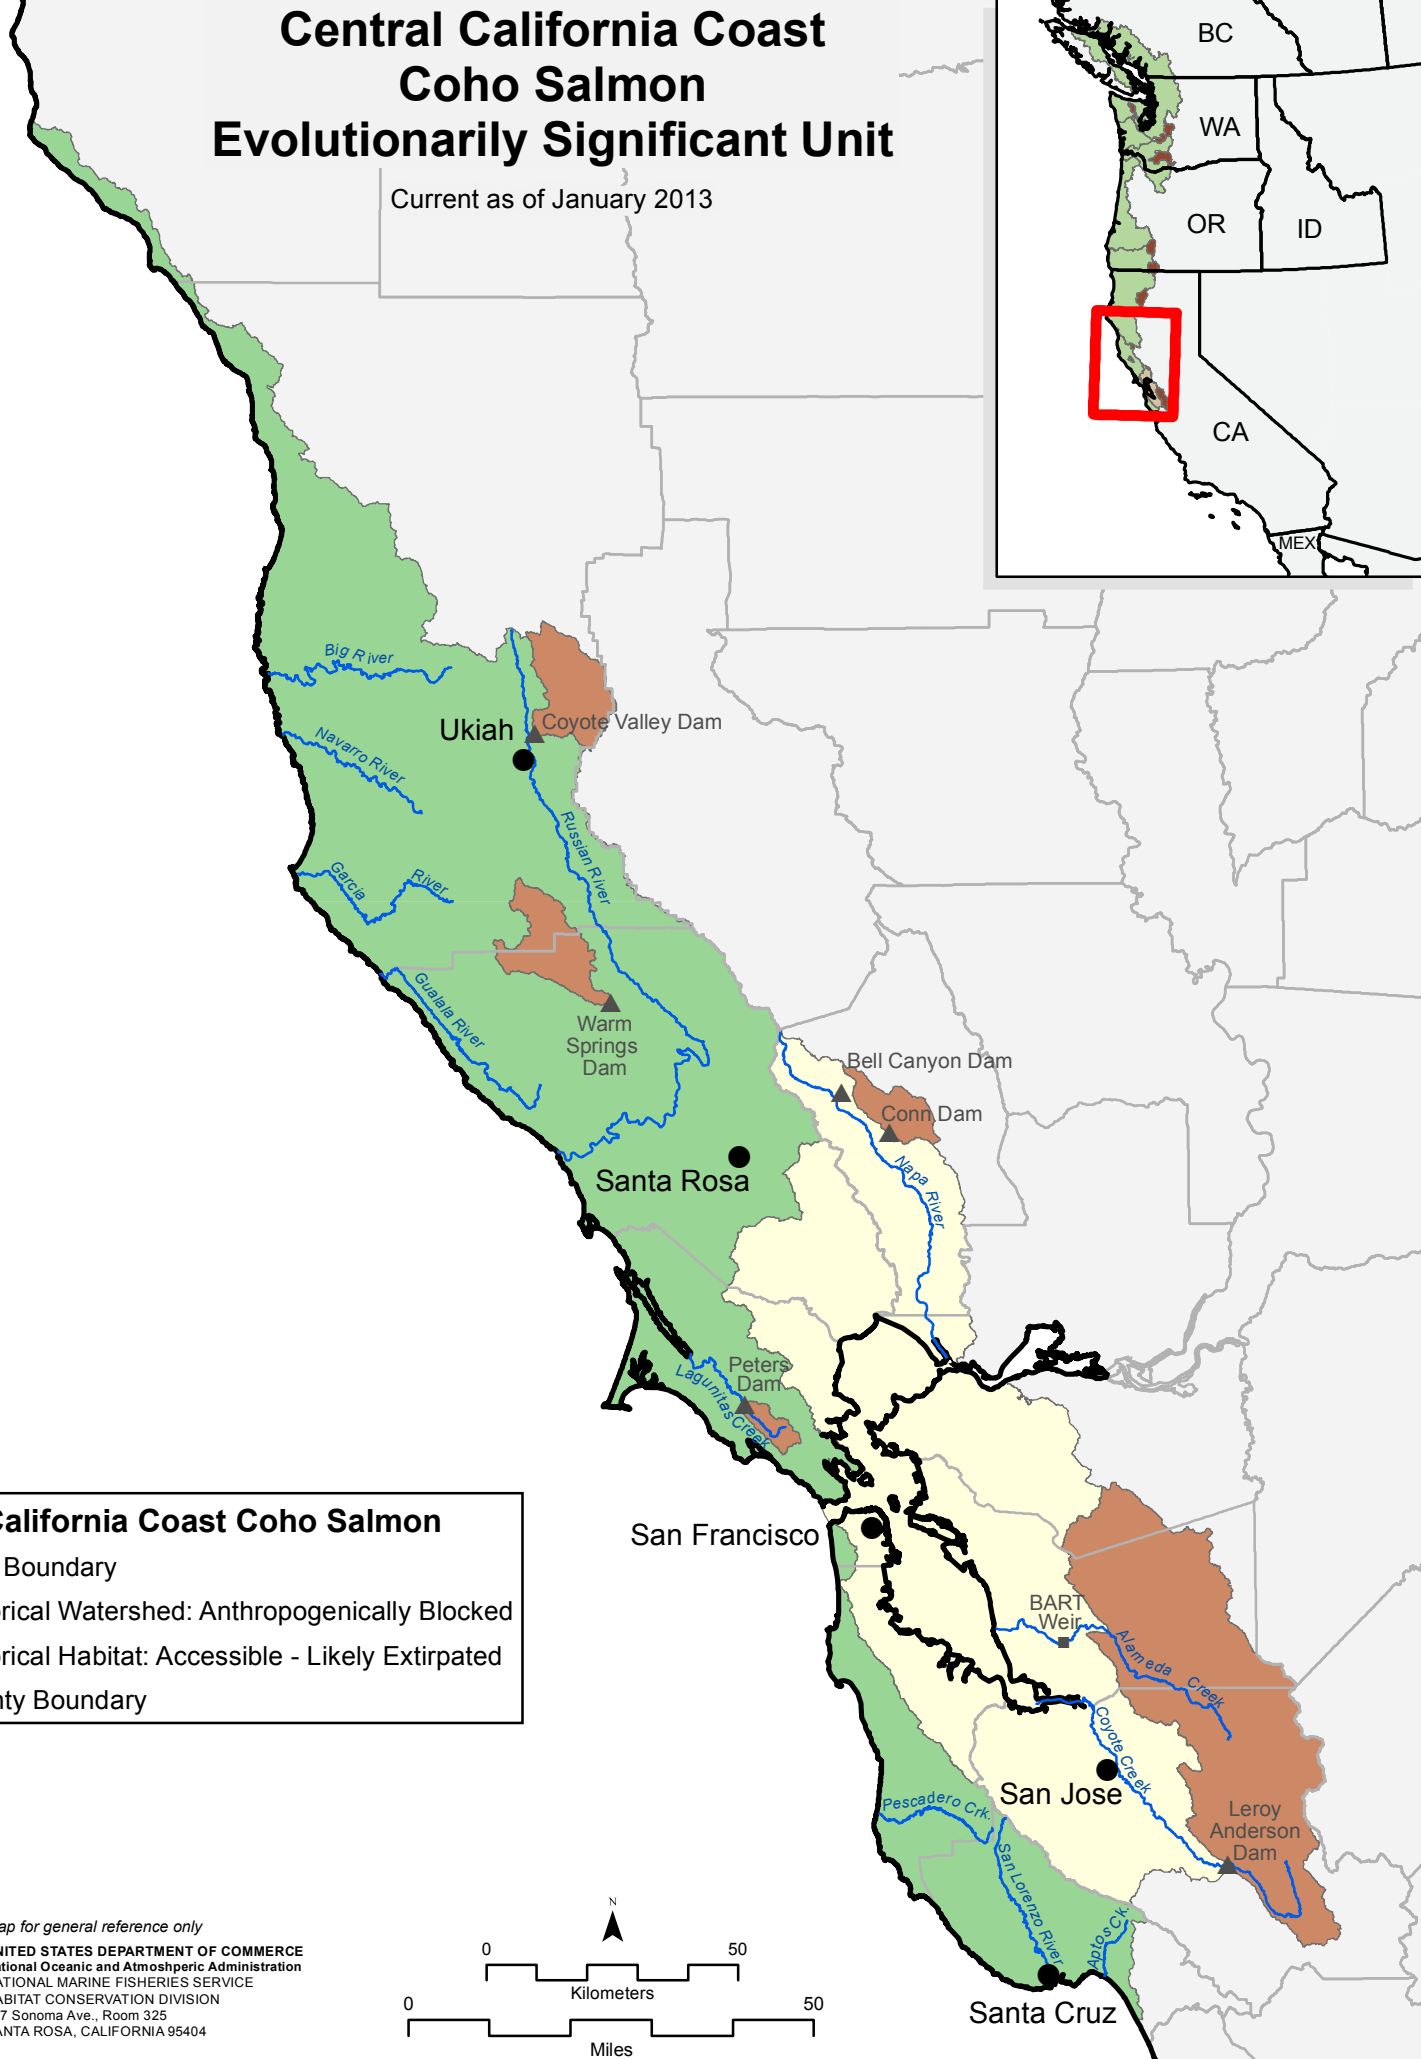 Central California Coast
Coho Salmon
Evolutionarily Significant Unit
Current as of January 2013
BC
WA
OR
ID
CA
MEX
Big River
Ukiah
Coyote Valley Dam
Navarro River
Russian River
Garcia River
Gualala River
Warm
Springs
Dam
Bell Canyon Dam
Conn Dam
Napa River
Santa Rosa
Peters
Dam
Lagunitas Creek
San Francisco
BART
Weir
Alameda Creek
Coyote Creek
San Jose
Leroy
Anderson
Dam
Pescadero Crk.
San Lorenzo River
Aptos Ck.
Santa Cruz
California Coast Coho Salmon
Boundary
rical Watershed: Anthropogenically Blocked
rical Habitat: Accessible - Likely Extirpated
nty Boundary
ap for general reference only
NITED STATES DEPARTMENT OF COMMERCE
ational Oceanic and Atmoshperic Administration
ATIONAL MARINE FISHERIES SERVICE
ABITAT CONSERVATION DIVISION
7 Sonoma Ave., Room 325
ANTA ROSA, CALIFORNIA 95404
N
0 50
Kilometers
0 50
Miles